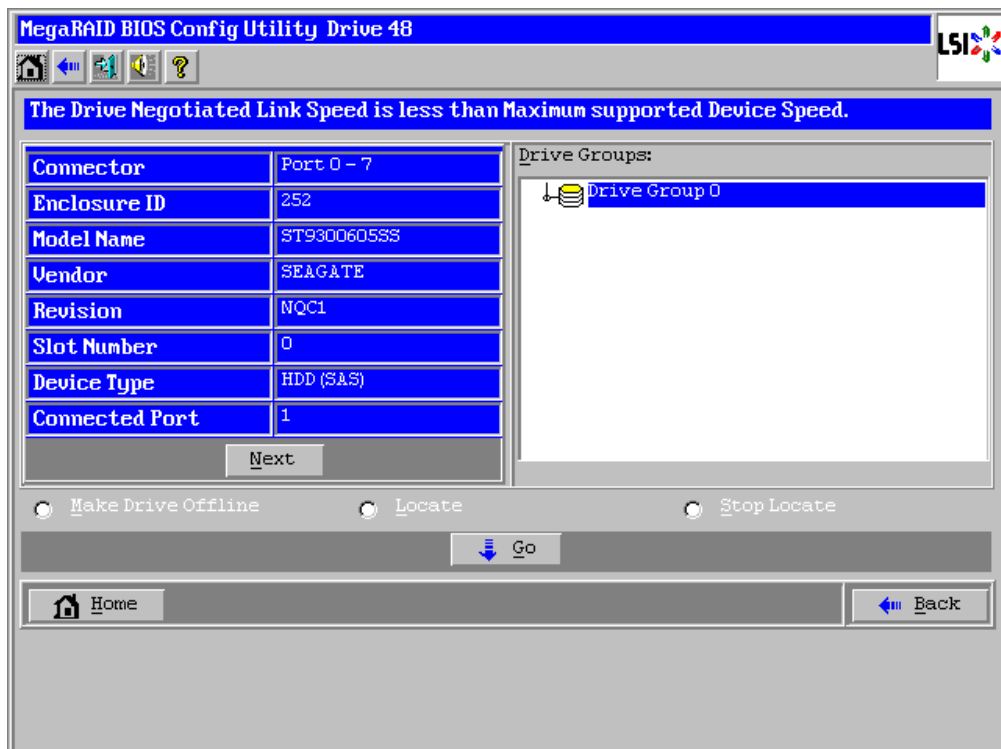 MegaRAID BIOS Config Utility Drive 48
LSI
The Drive Negotiated Link Speed is less than Maximum supported Device Speed.
Connector Port 0 - 7
Enclosure ID 252
Model Name ST9300605SS
Vendor SEAGATE
Revision NQC1
Slot Number 0
Device Type HDD (SAS)
Connected Port 1
Next
Drive Groups:
Drive Group 0
Make Drive Offline Locate Stop Locate
Go
Home Back